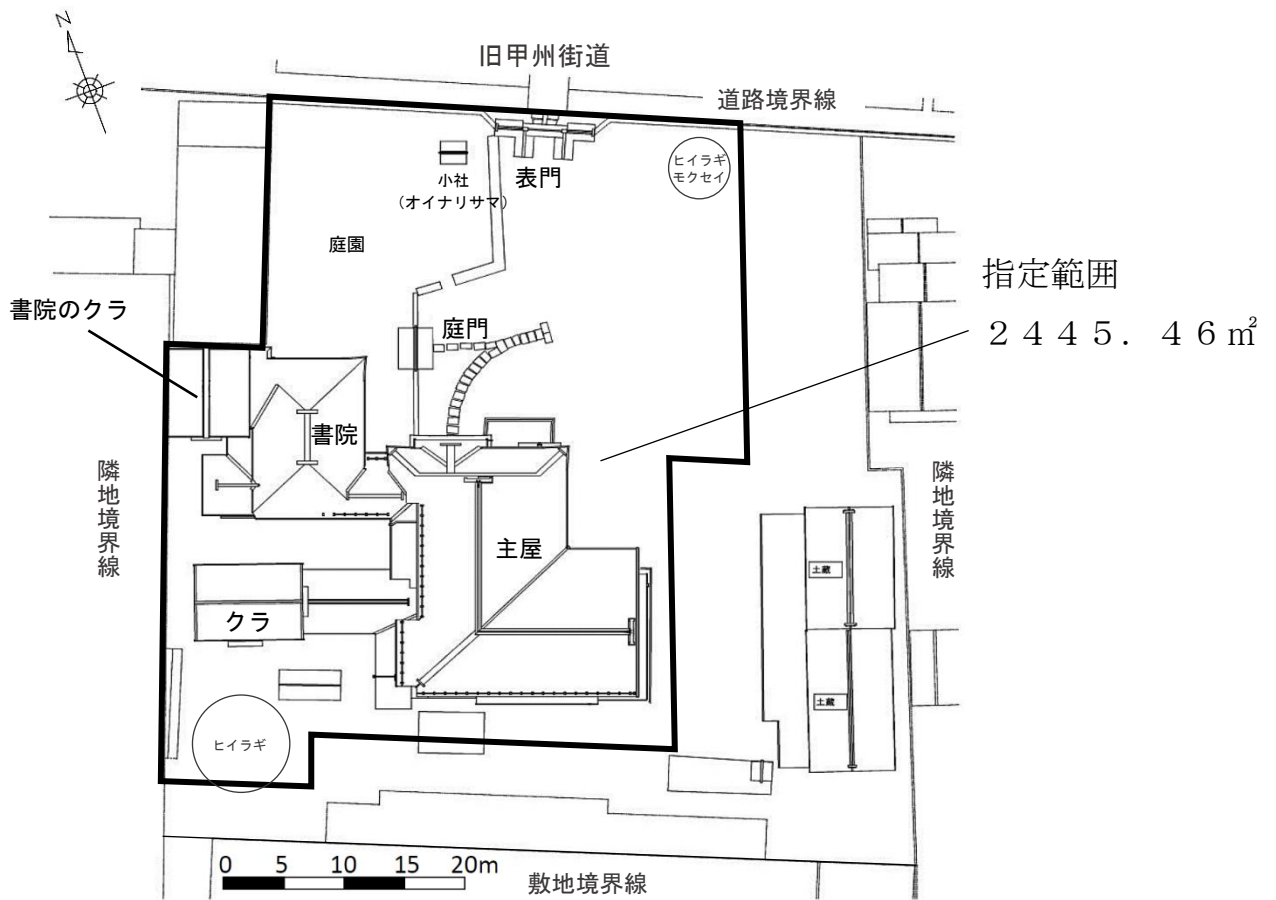 N
旧甲州街道
道路境界線
ヒイラギ
モクセイ
表門
小社
（オイナリサマ）
庭園
指定範囲
２４４５．４６㎡
書院のクラ
庭門
書院
隣地境界線
隣地境界線
主屋
土蔵
クラ
土蔵
ヒイラギ
0 5 10 15 20m
敷地境界線